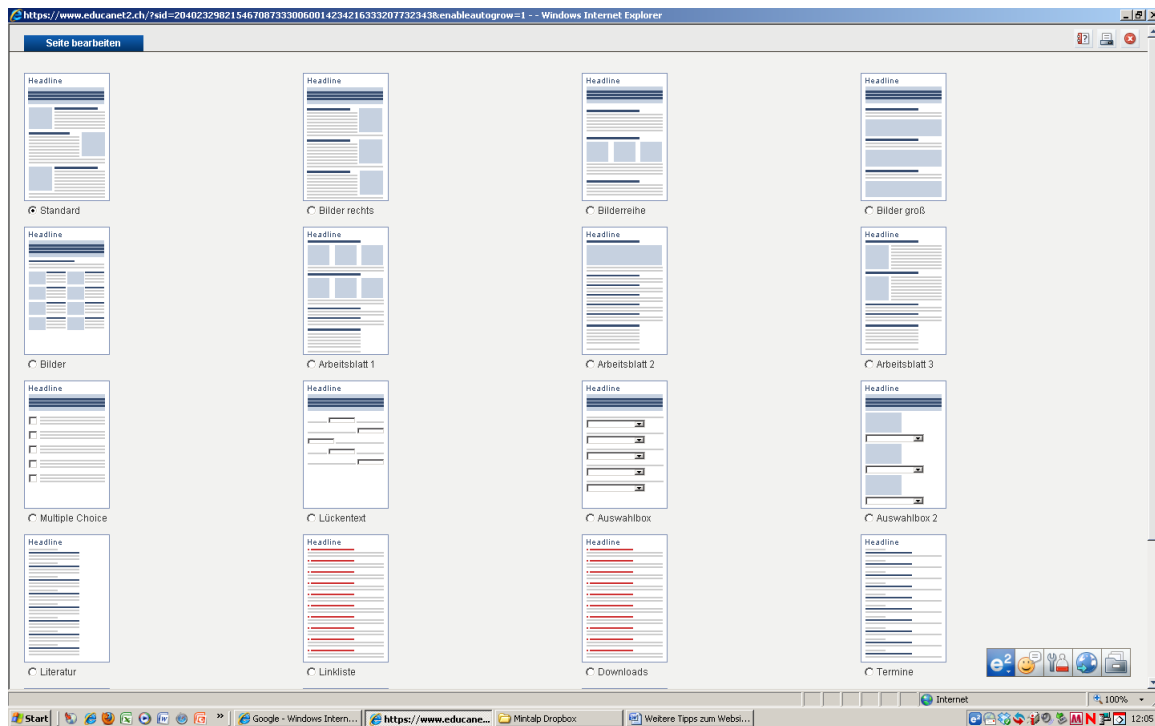 https://www.educanet2.ch/?sid=20402329821546708733300600142342163332077323438&enableautogrow=1 - - Windows Internet Explorer
Seite bearbeiten
Headline Headline Headline Headline
Standard Bilder rechts Bilderreihe Bilder groß
Headline Headline Headline Headline
Bilder Arbeitsblatt 1 Arbeitsblatt 2 Arbeitsblatt 3
Headline Headline Headline Headline
Multiple Choice Lückentext Auswahlbox Auswahlbox 2
Headline Headline Headline Headline
Literatur Linkliste Downloads Termine
e²
Internet 100%
Start » Google - Windows Intern... https://www.educane... Mintalp Dropbox Weitere Tipps zum Websi... 12:05